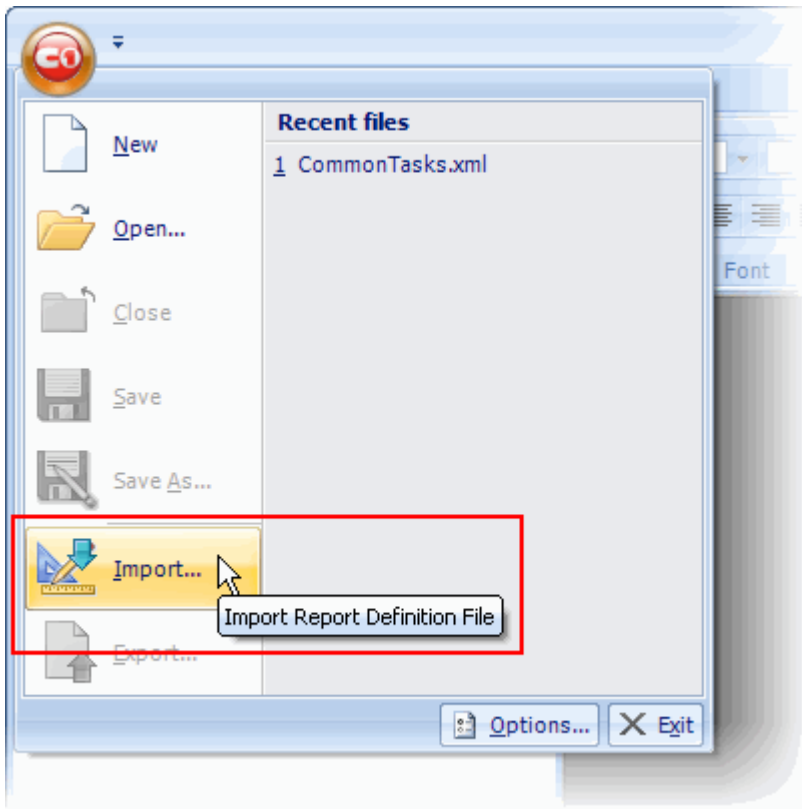 C1
New
Open...
Close
Save
Save As...
Import...
Export...
Recent files
1 CommonTasks.xml
Import Report Definition File
Font
Options...
Exit